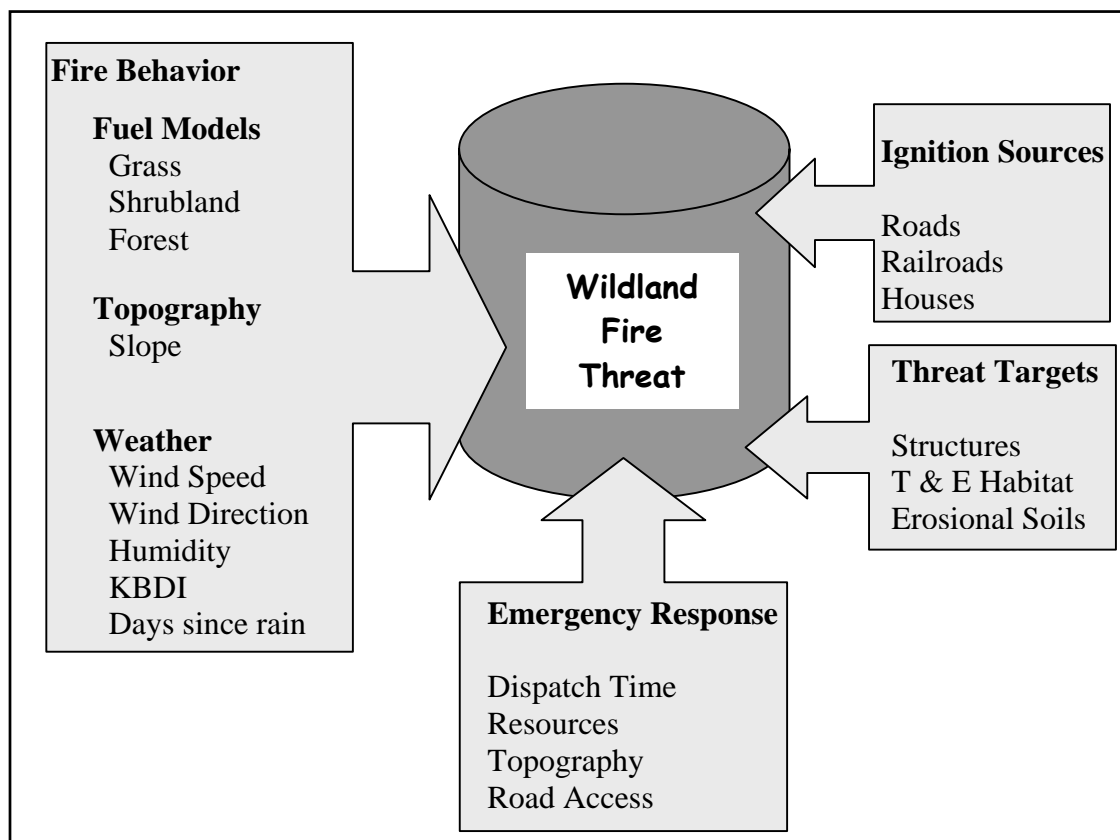 Fire Behavior
Fuel Models
Grass
Shrubland
Forest
Topography
Slope
Weather
Wind Speed
Wind Direction
Humidity
KBDI
Days since rain
Wildland
Fire
Threat
Ignition Sources
Roads
Railroads
Houses
Threat Targets
Structures
T & E Habitat
Erosional Soils
Emergency Response
Dispatch Time
Resources
Topography
Road Access